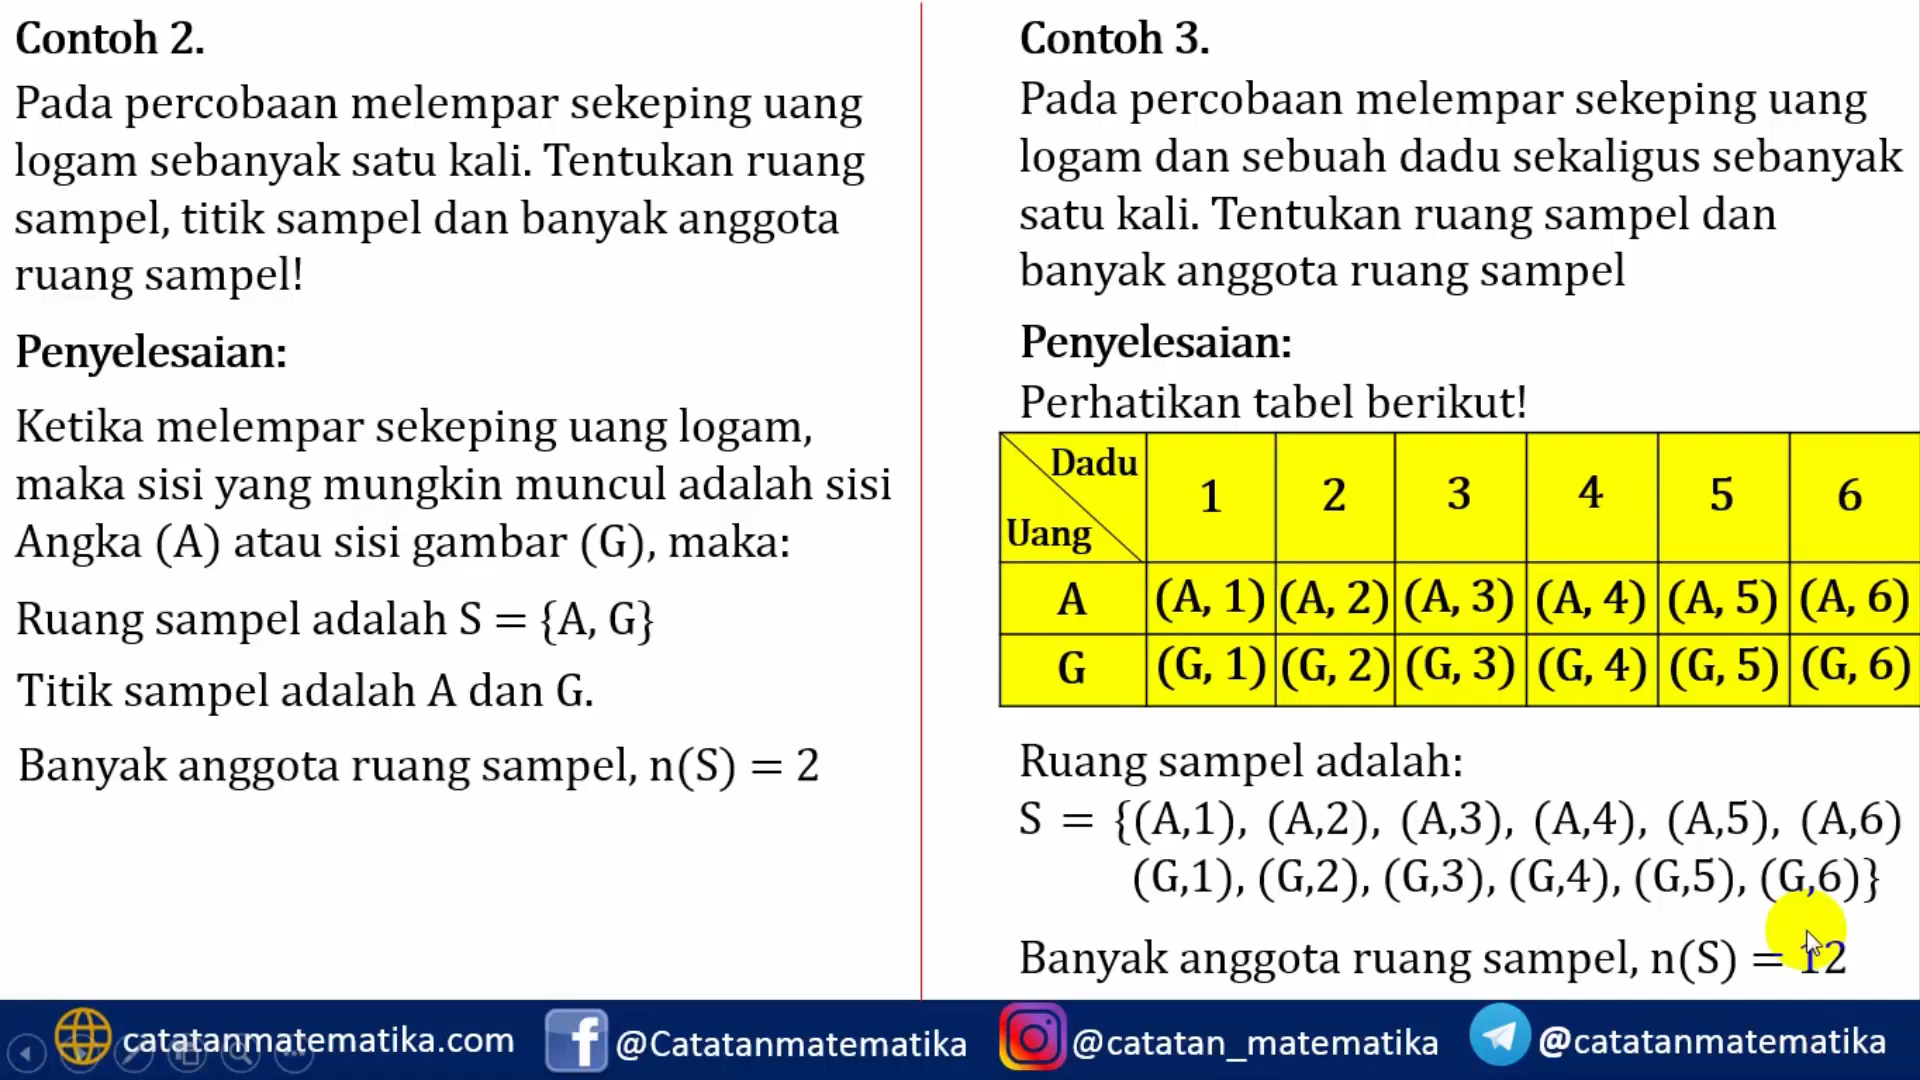 Contoh 2.
Pada percobaan melempar sekeping uang
logam sebanyak satu kali. Tentukan ruang
sampel, titik sampel dan banyak anggota
ruang sampel!
Penyelesaian:
Ketika melempar sekeping uang logam,
maka sisi yang mungkin muncul adalah sisi
Angka (A) atau sisi gambar (G), maka:
Ruang sampel adalah S = {A, G}
Titik sampel adalah A dan G.
Banyak anggota ruang sampel, n(S) = 2
Contoh 3.
Pada percobaan melempar sekeping uang
logam dan sebuah dadu sekaligus sebanyak
satu kali. Tentukan ruang sampel dan
banyak anggota ruang sampel
Penyelesaian:
Perhatikan tabel berikut!
Dadu
Uang
1 2 3 4 5 6
A (A, 1) (A, 2) (A, 3) (A, 4) (A, 5) (A, 6)
G (G, 1) (G, 2) (G, 3) (G, 4) (G, 5) (G, 6)
Ruang sampel adalah:
S = {(A,1), (A,2), (A,3), (A,4), (A,5), (A,6)
(G,1), (G,2), (G,3), (G,4), (G,5), (G,6)}
Banyak anggota ruang sampel, n(S) = 12
catatanmatematika.com @Catatanmatematika @catatan_matematika @catatanmatematika